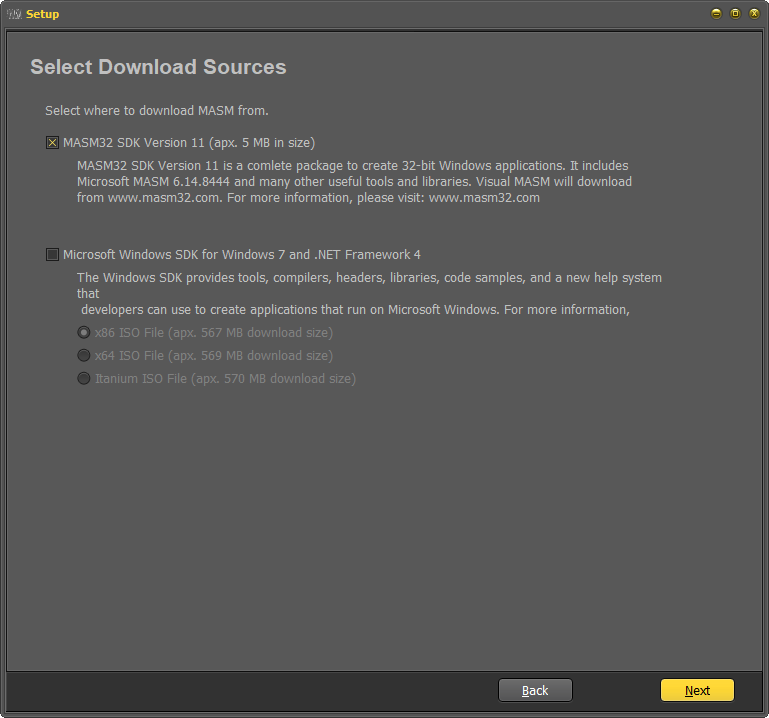 Setup
Select Download Sources
Select where to download MASM from.
MASM32 SDK Version 11 (apx. 5 MB in size)
MASM32 SDK Version 11 is a comlete package to create 32-bit Windows applications. It includes
Microsoft MASM 6.14.8444 and many other useful tools and libraries. Visual MASM will download
from www.masm32.com. For more information, please visit: www.masm32.com
Microsoft Windows SDK for Windows 7 and .NET Framework 4
The Windows SDK provides tools, compilers, headers, libraries, code samples, and a new help system
that
developers can use to create applications that run on Microsoft Windows. For more information,
x86 ISO File (apx. 567 MB download size)
x64 ISO File (apx. 569 MB download size)
Itanium ISO File (apx. 570 MB download size)
Back
Next